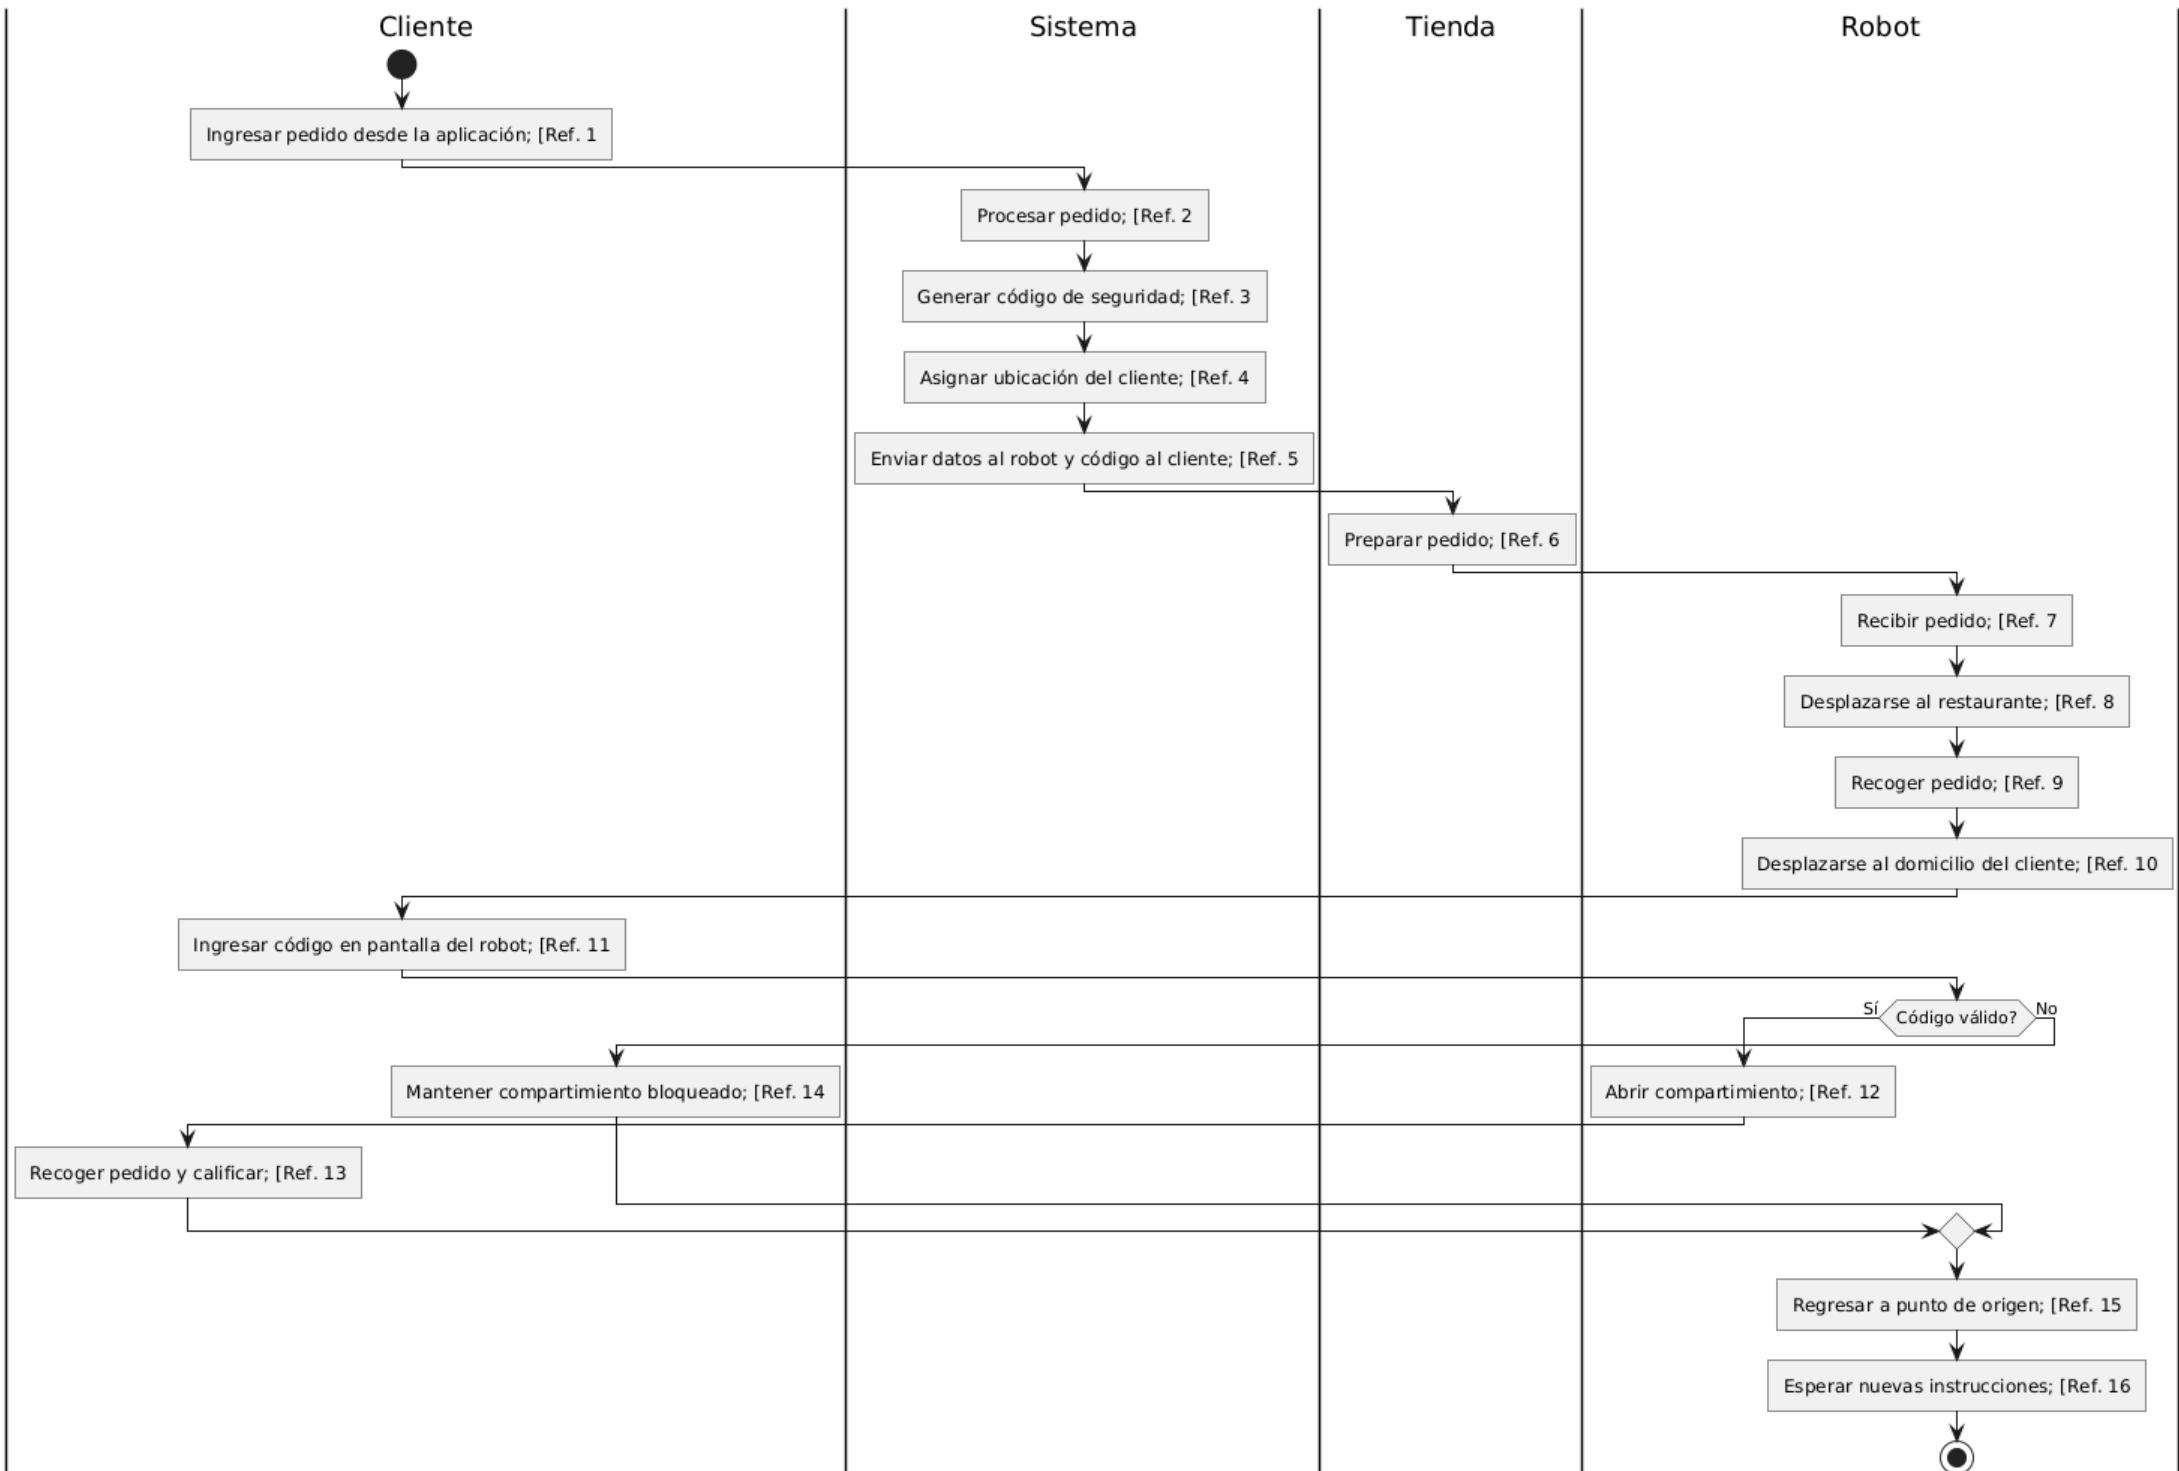 Cliente
Sistema
Tienda
Robot
Ingresar pedido desde la aplicación; [Ref. 1
Procesar pedido; [Ref. 2
Generar código de seguridad; [Ref. 3
Asignar ubicación del cliente; [Ref. 4
Enviar datos al robot y código al cliente; [Ref. 5
Preparar pedido; [Ref. 6
Recibir pedido; [Ref. 7
Desplazarse al restaurante; [Ref. 8
Recoger pedido; [Ref. 9
Desplazarse al domicilio del cliente; [Ref. 10
Ingresar código en pantalla del robot; [Ref. 11
Sí
Código válido?
No
Mantener compartimiento bloqueado; [Ref. 14
Abrir compartimiento; [Ref. 12
Recoger pedido y calificar; [Ref. 13
Regresar a punto de origen; [Ref. 15
Esperar nuevas instrucciones; [Ref. 16